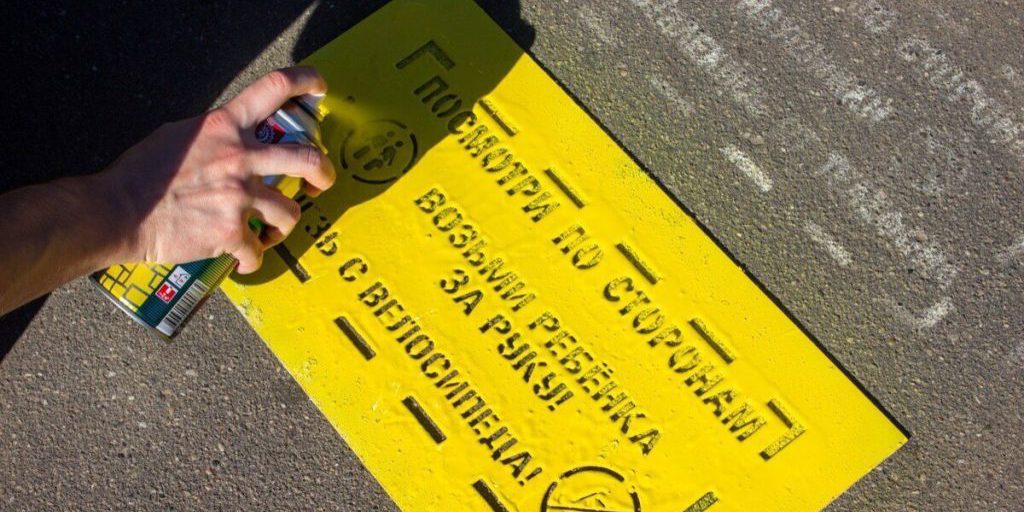 ПОСМОТРИ ПО СТОРОНАМ
ВОЗЬМИ РЕБЁНКА
ЗА РУКУ!
С ВЕЛОСИПЕДА!